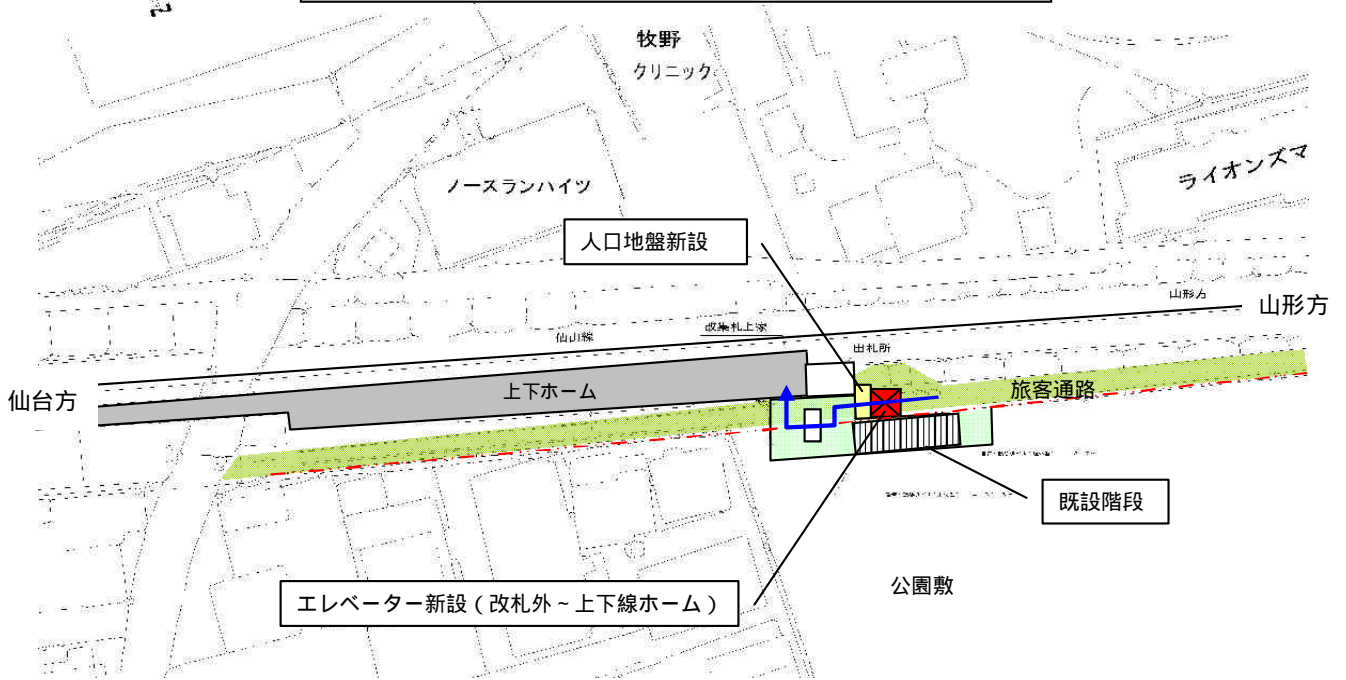 牧野
クリニック
ノースランハイツ
ライオンズマ
人口地盤新設
山形方
山形方
仙山線
改集札上家
出札所
仙台方
上下ホーム
旅客通路
既設階段
エレベーター新設(改札外~上下線ホーム)
公園敷